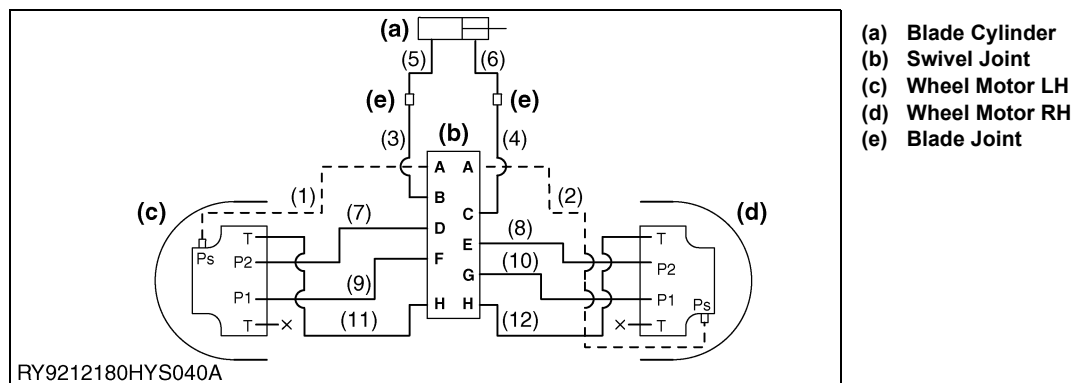 (a)
(5) (6)
(e) (e)
(3) (b) (4)
A A
(1) (2)
B
(c) (7) C (d)
D (8)
T E T
Ps P2 F (10) P2
G
P1 (9) P1 Ps
H H
T × (11) (12) × T
RY9212180HYS040A
(a) Blade Cylinder
(b) Swivel Joint
(c) Wheel Motor LH
(d) Wheel Motor RH
(e) Blade Joint